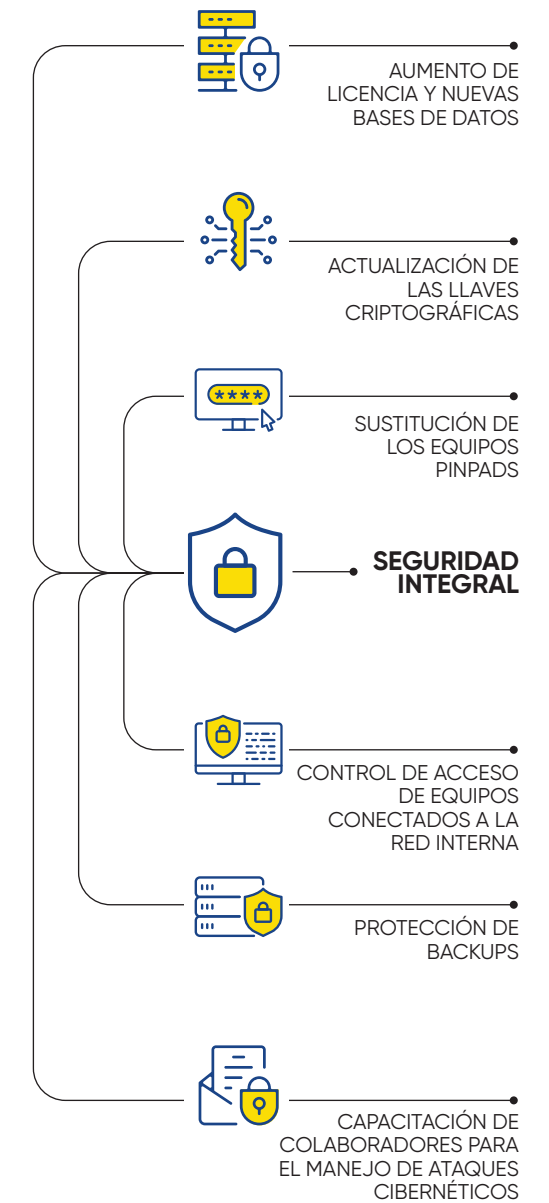 AUMENTO DE
LICENCIA Y NUEVAS
BASES DE DATOS
ACTUALIZACIÓN DE
LAS LLAVES
CRIPTOGRÁFICAS
****
SUSTITUCIÓN DE
LOS EQUIPOS
PINPADS
SEGURIDAD
INTEGRAL
CONTROL DE ACCESO
DE EQUIPOS
CONECTADOS A LA
RED INTERNA
PROTECCIÓN DE
BACKUPS
CAPACITACIÓN DE
COLABORADORES PARA
EL MANEJO DE ATAQUES
CIBERNÉTICOS